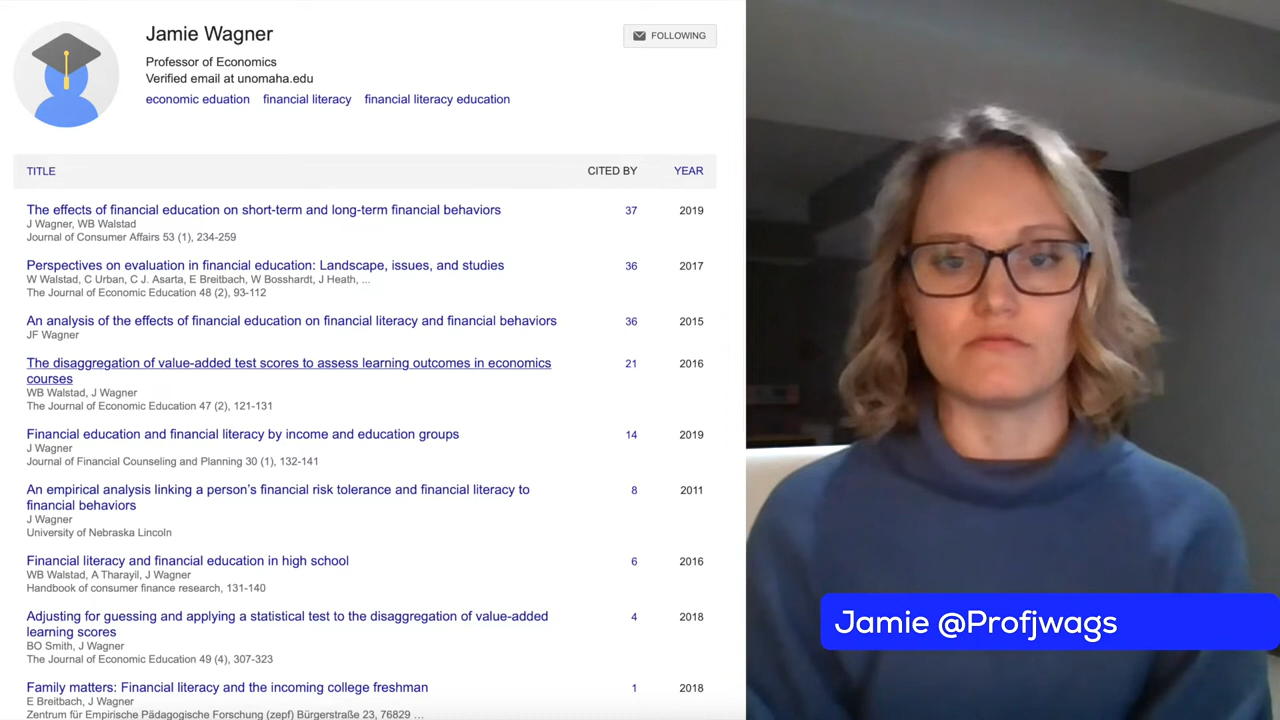 Jamie Wagner
FOLLOWING
Professor of Economics
Verified email at unomaha.edu
economic eduation financial literacy financial literacy education
TITLE CITED BY YEAR
The effects of financial education on short-term and long-term financial behaviors 37 2019
J Wagner, WB Walstad
Journal of Consumer Affairs 53 (1), 234-259
Perspectives on evaluation in financial education: Landscape, issues, and studies 36 2017
W Walstad, C Urban, C J. Asarta, E Breitbach, W Bosshardt, J Heath, ...
The Journal of Economic Education 48 (2), 93-112
An analysis of the effects of financial education on financial literacy and financial behaviors 36 2015
JF Wagner
The disaggregation of value-added test scores to assess learning outcomes in economics 21 2016
courses
WB Walstad, J Wagner
The Journal of Economic Education 47 (2), 121-131
Financial education and financial literacy by income and education groups 14 2019
J Wagner
Journal of Financial Counseling and Planning 30 (1), 132-141
An empirical analysis linking a person's financial risk tolerance and financial literacy to 8 2011
financial behaviors
J Wagner
University of Nebraska Lincoln
Financial literacy and financial education in high school 6 2016
WB Walstad, A Tharayil, J Wagner
Handbook of consumer finance research, 131-140
Adjusting for guessing and applying a statistical test to the disaggregation of value-added 4 2018
learning scores
BO Smith, J Wagner
The Journal of Economic Education 49 (4), 307-323
Family matters: Financial literacy and the incoming college freshman 1 2018
E Breitbach, J Wagner
Zentrum für Empirische Pädagogische Forschung (zepf) Bürgerstraße 23, 76829 ...
Jamie @Profjwags